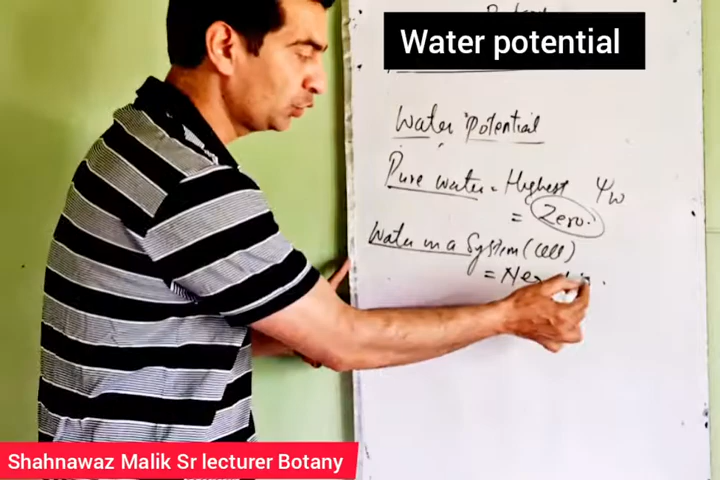 Water potential
Water Potential
Pure water = Highest Ψw
= Zero.
Water in a System (Cell)
=
Shahnawaz Malik Sr lecturer Botany